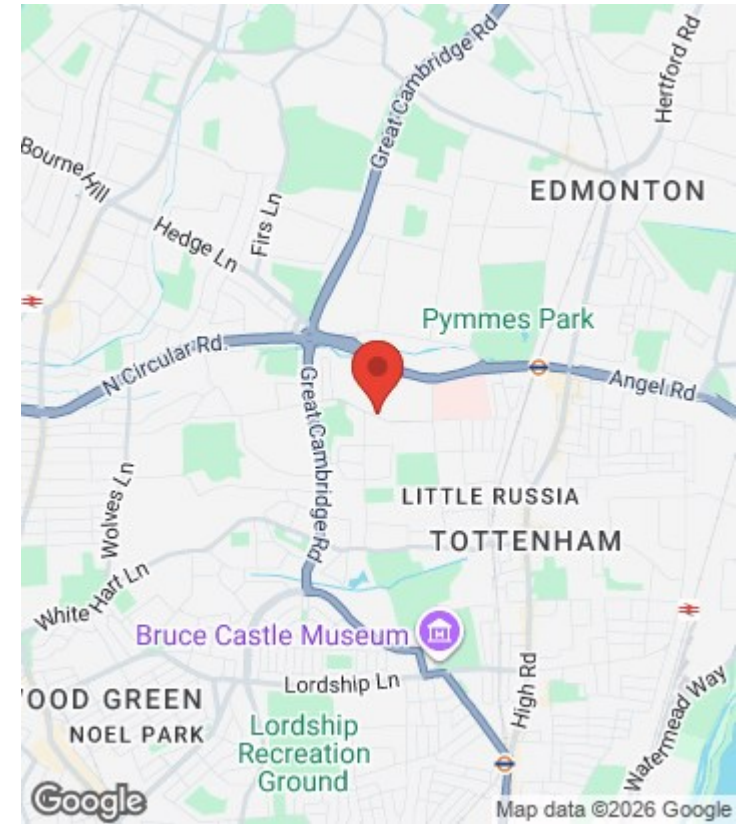 Great Cambridge Rd
Hertford Rd
Bourne Hill
EDMONTON
Firs Ln
Hedge Ln
Pymmes Park
N Circular Rd.
Angel Rd
Great Cambridge Rd
Wolves Ln
LITTLE RUSSIA
TOTTENHAM
White Hart Ln
Bruce Castle Museum
Lordship Ln
High Rd
OOD GREEN
NOEL PARK
Watermead Way
Lordship
Recreation
Ground
Google
Map data ©2026 Google